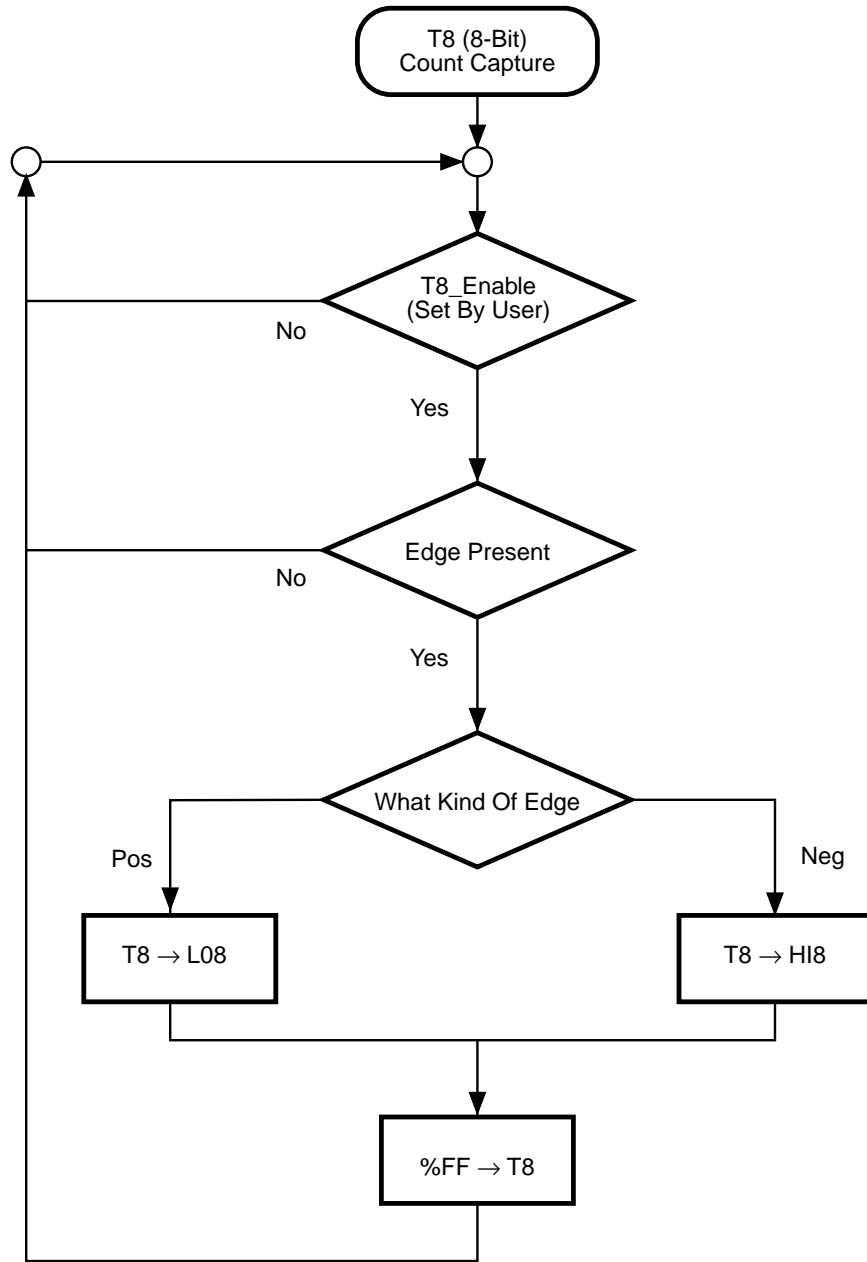 T8 (8-Bit)
Count Capture
T8_Enable
(Set By User)
No
Yes
Edge Present
No
Yes
What Kind Of Edge
Pos
Neg
T8 → L08
T8 → HI8
%FF → T8